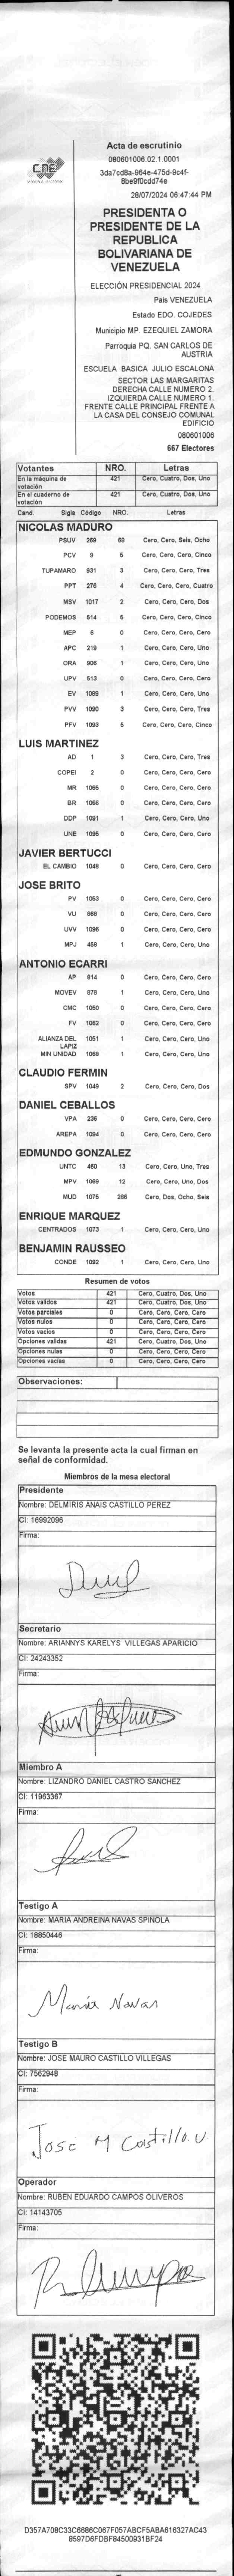 CNE
Acta de escrutinio
080601006.02.1.0001
3da7cd8a-964e-475d-9c4f-
8be9f0cdd74e
28/07/2024 06:47:44 PM
PRESIDENTA O
PRESIDENTE DE LA
REPUBLICA
BOLIVARIANA DE
VENEZUELA
ELECCIÓN PRESIDENCIAL 2024
Pais VENEZUELA
Estado EDO. COJEDES
Municipio MP. EZEQUIEL ZAMORA
Parroquia PQ. SAN CARLOS DE
AUSTRIA
ESCUELA BASICA JULIO ESCALONA
SECTOR LAS MARGARITAS
DERECHA CALLE NUMERO 2.
IZQUIERDA CALLE NUMERO 1.
FRENTE CALLE PRINCIPAL FRENTE A
LA CASA DEL CONSEJO COMUNAL
EDIFICIO
080601006
667 Electores
Votantes NRO. Letras
En la máquina de votación 421 Cero, Cuatro, Dos, Uno
En el cuaderno de votación 421 Cero, Cuatro, Dos, Uno
Cand. Sigls Código NRO. Letras
NICOLAS MADURO
PSUV 269 68 Cero, Cero, Seis, Ocho
PCV 9 5 Cero, Cero, Cero, Cinco
TUPAMARO 931 3 Cero, Cero, Cero, Tres
PPT 276 4 Cero, Cero, Cero, Cuatro
MSV 1017 2 Cero, Cero, Cero, Dos
PODEMOS 514 5 Cero, Cero, Cero, Cinco
MEP 6 0 Cero, Cero, Cero, Cero
APC 219 1 Cero, Cero, Cero, Uno
ORA 906 1 Cero, Cero, Cero, Uno
UPV 513 0 Cero, Cero, Cero, Cero
EV 1089 1 Cero, Cero, Cero, Uno
PVV 1090 3 Cero, Cero, Cero, Tres
PFV 1093 5 Cero, Cero, Cero, Cinco
LUIS MARTINEZ
AD 1 3 Cero, Cero, Cero, Tres
COPEI 2 0 Cero, Cero, Cero, Cero
MR 1065 0 Cero, Cero, Cero, Cero
BR 1066 0 Cero, Cero, Cero, Cero
DDP 1091 1 Cero, Cero, Cero, Uno
UNE 1095 0 Cero, Cero, Cero, Cero
JAVIER BERTUCCI
EL CAMBIO 1048 0 Cero, Cero, Cero, Cero
JOSE BRITO
PV 1053 0 Cero, Cero, Cero, Cero
VU 868 0 Cero, Cero, Cero, Cero
UVV 1096 0 Cero, Cero, Cero, Cero
MPJ 458 1 Cero, Cero, Cero, Uno
ANTONIO ECARRI
AP 814 0 Cero, Cero, Cero, Cero
MOVEV 878 1 Cero, Cero, Cero, Uno
CMC 1050 0 Cero, Cero, Cero, Cero
FV 1062 0 Cero, Cero, Cero, Cero
ALIANZA DEL LAPIZ 1051 1 Cero, Cero, Cero, Uno
MIN UNIDAD 1068 1 Cero, Cero, Cero, Uno
CLAUDIO FERMIN
SPV 1049 2 Cero, Cero, Cero, Dos
DANIEL CEBALLOS
VPA 236 0 Cero, Cero, Cero, Cero
AREPA 1094 0 Cero, Cero, Cero, Cero
EDMUNDO GONZALEZ
UNTC 460 13 Cero, Cero, Uno, Tres
MPV 1069 12 Cero, Cero, Uno, Dos
MUD 1075 286 Cero, Dos, Ocho, Seis
ENRIQUE MARQUEZ
CENTRADOS 1073 1 Cero, Cero, Cero, Uno
BENJAMIN RAUSSEO
CONDE 1092 1 Cero, Cero, Cero, Uno
Resumen de votos
Votos 421 Cero, Cuatro, Dos, Uno
Votos validos 421 Cero, Cuatro, Dos, Uno
Votos parciales 0 Cero, Cero, Cero, Cero
Votos nulos 0 Cero, Cero, Cero, Cero
Votos vacios 0 Cero, Cero, Cero, Cero
Opciones validas 421 Cero, Cuatro, Dos, Uno
Opciones nulas 0 Cero, Cero, Cero, Cero
Opciones vacias 0 Cero, Cero, Cero, Cero
Observaciones:
Se levanta la presente acta la cual firman en
señal de conformidad.
Miembros de la mesa electoral
Presidente
Nombre: DELMIRIS ANAIS CASTILLO PEREZ
CI: 16992096
Firma:
Secretario
Nombre: ARIANNYS KARELYS VILLEGAS APARICIO
CI: 24243352
Firma:
Miembro A
Nombre: LIZANDRO DANIEL CASTRO SANCHEZ
CI: 11963367
Firma:
Testigo A
Nombre: MARIA ANDREINA NAVAS SPINOLA
CI: 18850446
Firma:
María Navas
Testigo B
Nombre: JOSE MAURO CASTILLO VILLEGAS
CI: 7562948
Firma:
Jose M Castillo.V
Operador
Nombre: RUBEN EDUARDO CAMPOS OLIVEROS
CI: 14143705
Firma:
D357A708C33C6686C067F057ABCF5ABA616327AC43
8597D6FDBF84500931BF24